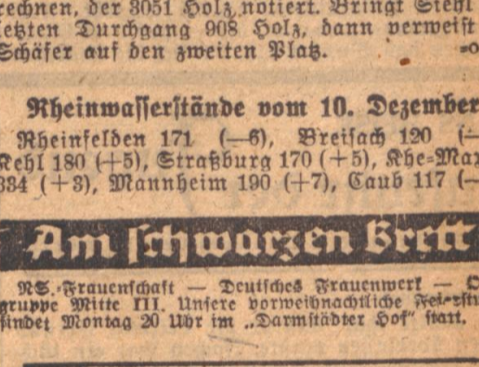 rechnen, der 3051 Holz notiert. Bringt Stehl
letzten Durchgang 908 Holz, dann verweist
Schäfer auf den zweiten Platz.
Rheinwasserstände vom 10. Dezember
Rheinfelden 171 (—6), Breisach 120 (—
Kehl 180 (+5), Straßburg 170 (+5), Khe=Max
334 (+3), Mannheim 190 (+7), Caub 117 (—
Am schwarzen Brett
NS.=Frauenschaft — Deutsches Frauenwerk — O
gruppe Mitte III. Unsere vorweihnachtliche Feierstu
findet Montag 20 Uhr im „Darmstädter Hof" statt.